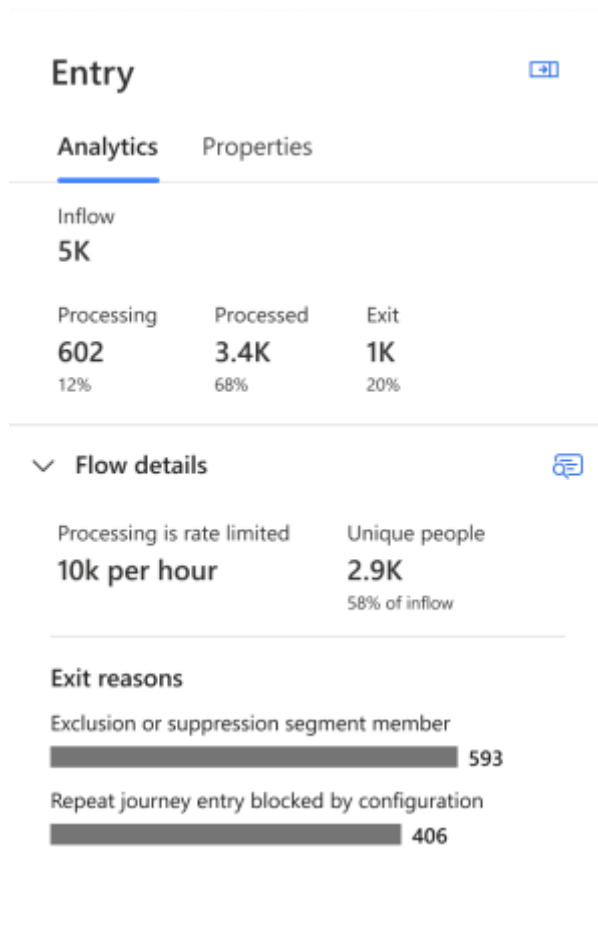 Entry
Analytics Properties
Inflow
5K
Processing Processed Exit
602 3.4K 1K
12% 68% 20%
Flow details
Processing is rate limited Unique people
10k per hour 2.9K
58% of inflow
Exit reasons
Exclusion or suppression segment member
593
Repeat journey entry blocked by configuration
406